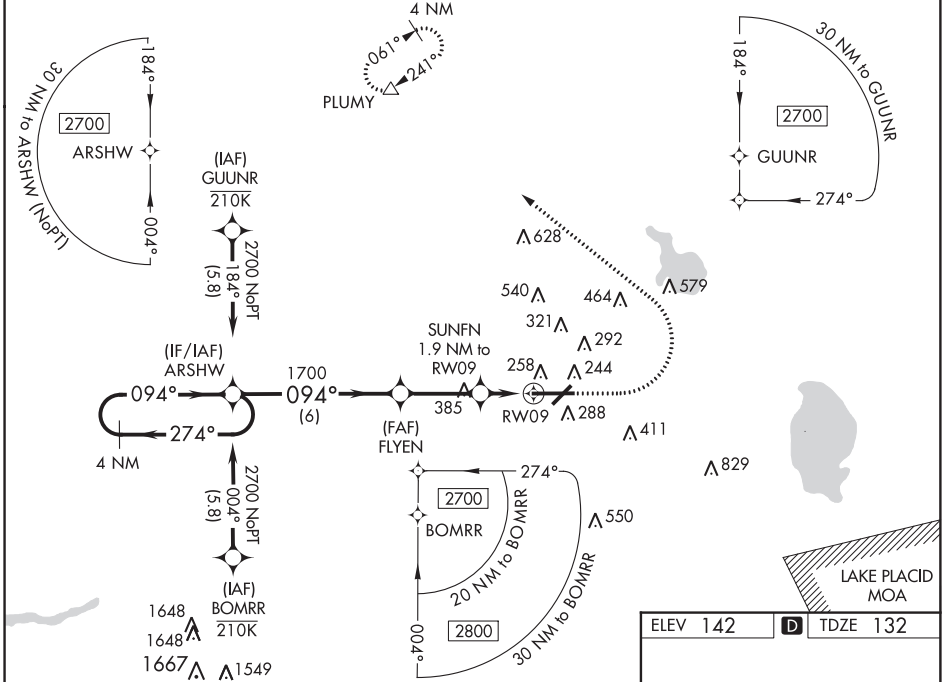 4 NM
061°
241°
PLUMY
30 NM to ARSHW (NoPT)
184°
2700
ARSHW
004°
30 NM to GUUNR
184°
2700
GUUNR
274°
(IAF)
GUUNR
210K
2700 NoPT
184°
(5.8)
628
540
464
579
321
292
SUNFN
1.9 NM to
RW09
258
244
(IF/IAF)
ARSHW
094°
274°
4 NM
1700
094°
(6)
385
RW09
288
(FAF)
FLYEN
411
829
2700 NoPT
004°
(5.8)
(IAF)
BOMRR
210K
274°
2700
BOMRR
20 NM to BOMRR
2800
30 NM to BOMRR
004°
550
LAKE PLACID
MOA
1648
1648
1667
1549
ELEV 142 D TDZE 132